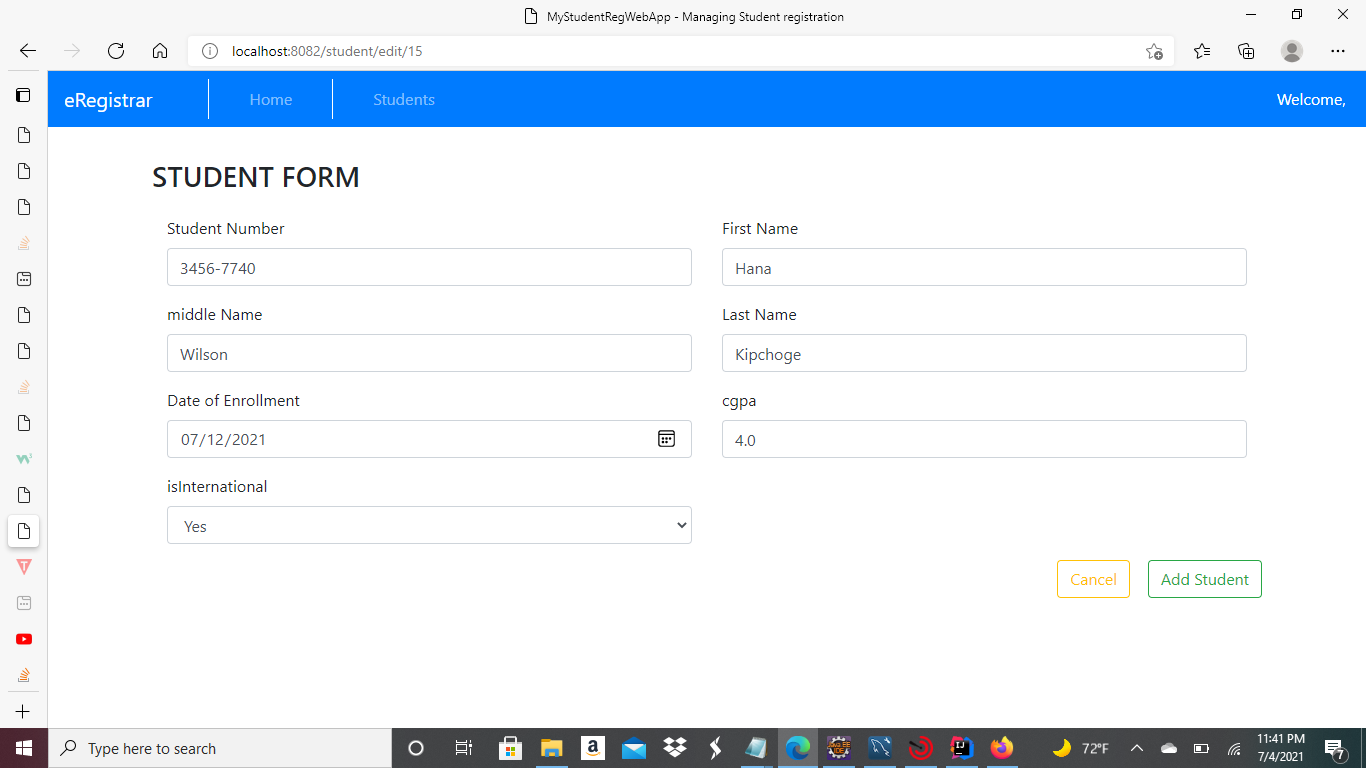 MyStudentRegWebApp - Managing Student registration
localhost:8082/student/edit/15
eRegistrar Home Students Welcome,
STUDENT FORM
Student Number First Name
3456-7740 Hana
middle Name Last Name
Wilson Kipchoge
Date of Enrollment cgpa
07/12/2021 4.0
isInternational
Yes
Cancel Add Student
Type here to search 72°F 11:41 PM
7/4/2021 7